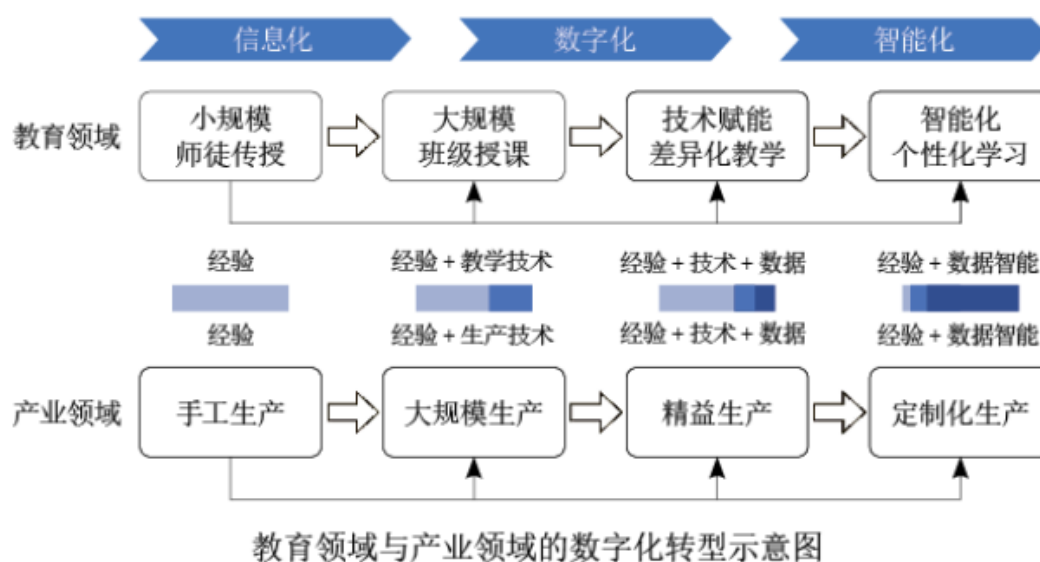 信息化
数字化
智能化
教育领域
小规模
师徒传授
大规模
班级授课
技术赋能
差异化教学
智能化
个性化学习
经验
经验+教学技术
经验+技术+数据
经验+数据智能
经验
经验+生产技术
经验+技术+数据
经验+数据智能
产业领域
手工生产
大规模生产
精益生产
定制化生产
教育领域与产业领域的数字化转型示意图